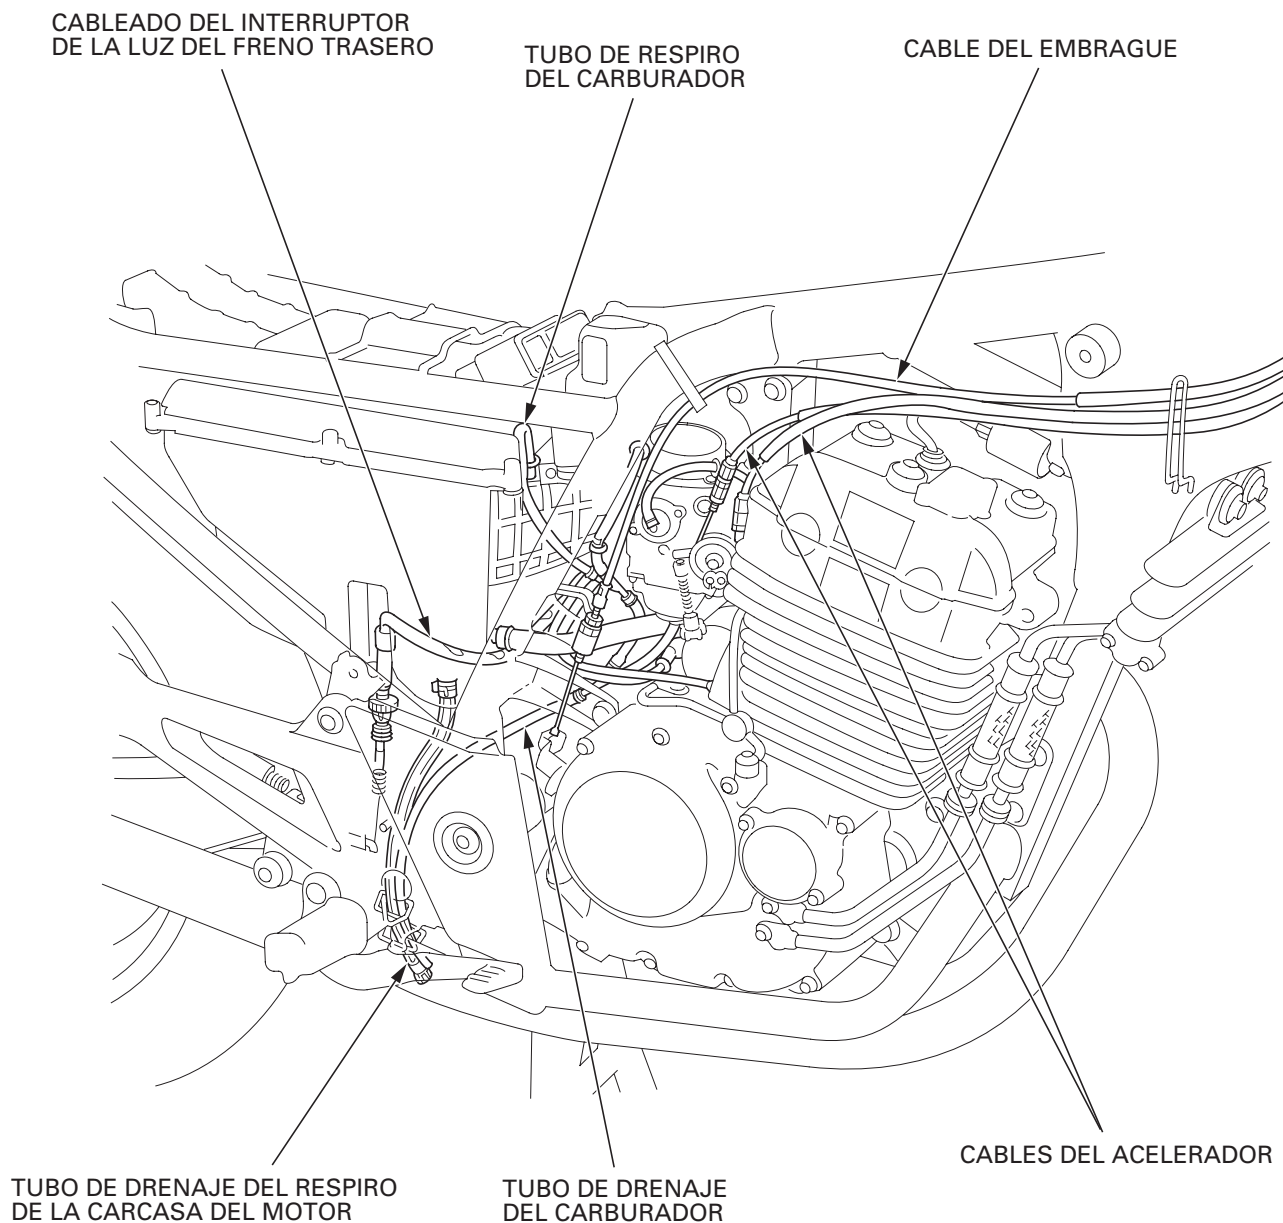 CABLEADO DEL INTERRUPTOR
DE LA LUZ DEL FRENO TRASERO
TUBO DE RESPIRO
DEL CARBURADOR
CABLE DEL EMBRAGUE
CABLES DEL ACELERADOR
TUBO DE DRENAJE DEL RESPIRO
DE LA CARCASA DEL MOTOR
TUBO DE DRENAJE
DEL CARBURADOR